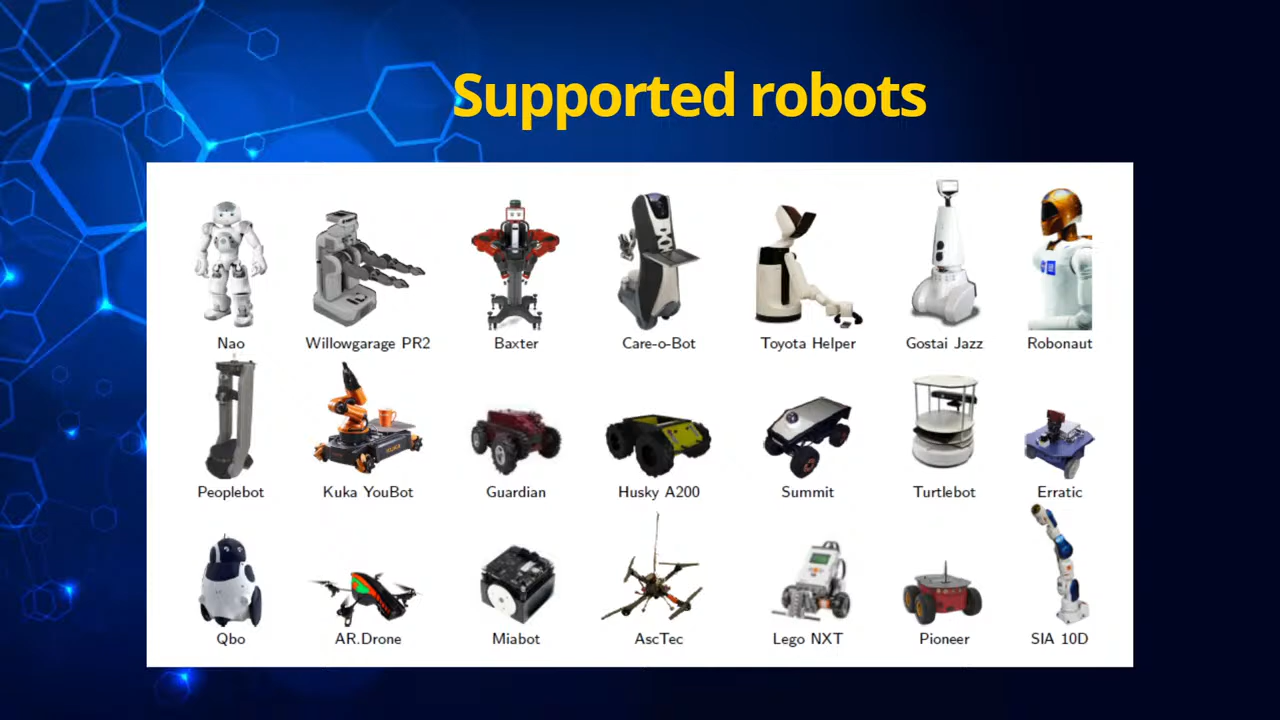 Supported robots
Nao Willowgarage PR2 Baxter Care-o-Bot Toyota Helper Gostai Jazz Robonaut
Peoplebot Kuka YouBot Guardian Husky A200 Summit Turtlebot Erratic
Qbo AR.Drone Miabot AscTec Lego NXT Pioneer SIA 10D